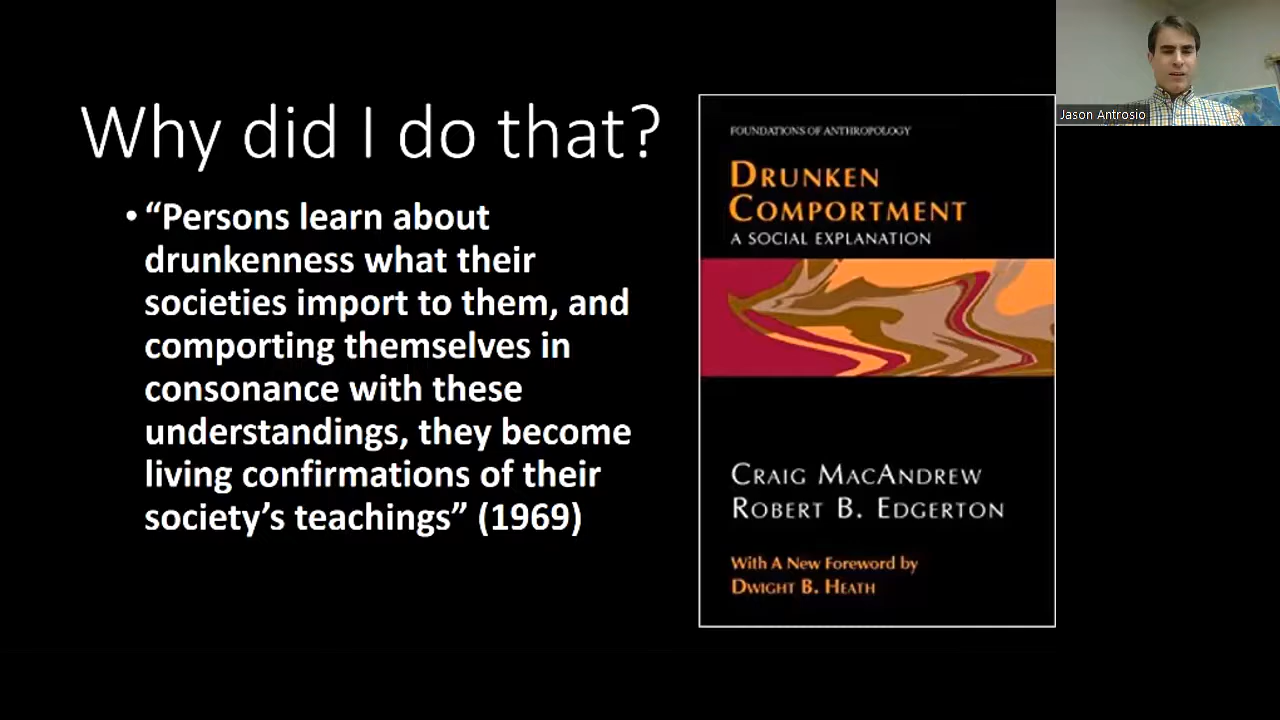 Why did I do that?
• “Persons learn about
drunkenness what their
societies import to them, and
comporting themselves in
consonance with these
understandings, they become
living confirmations of their
society’s teachings” (1969)
FOUNDATIONS OF ANTHROPOLOGY
DRUNKEN
COMPORTMENT
A SOCIAL EXPLANATION
CRAIG MACANDREW
ROBERT B. EDGERTON
With A New Foreword by
DWIGHT B. HEATH
Jason Antrosio